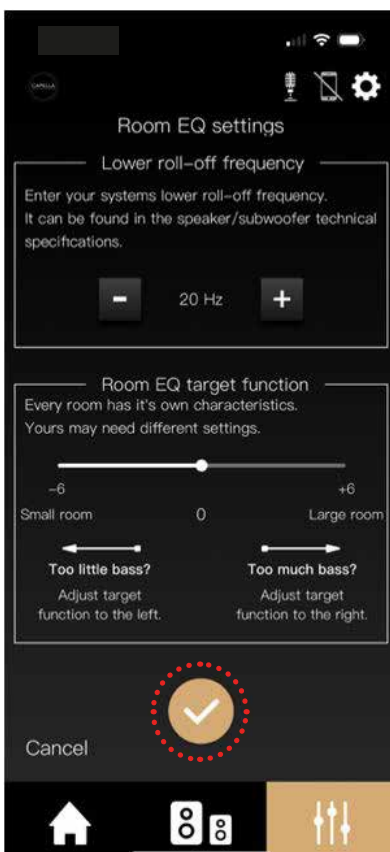 CAPELLA
Room EQ settings
Lower roll-off frequency
Enter your systems lower roll-off frequency.
It can be found in the speaker/subwoofer technical
specifications.
- 20 Hz +
Room EQ target function
Every room has it's own characteristics.
Yours may need different settings.
-6 +6
Small room 0 Large room
Too little bass? Too much bass?
Adjust target Adjust target
function to the left. function to the right.
Cancel